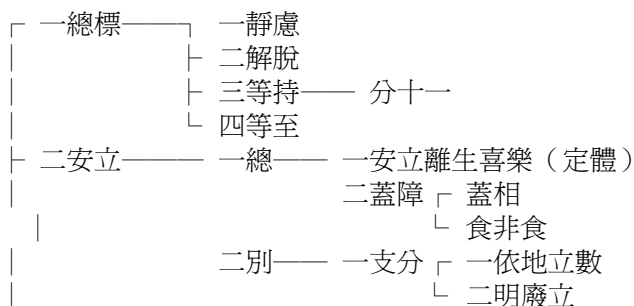 ┌ 一總標───┐ 一靜慮
│ ├ 二解脫
│ ├ 三等持── 分十一
│ └ 四等至
├ 二安立─── 一總── 一安立離生喜樂（定體）
│ 二蓋障 ┌ 蓋相
│ └ 食非食
│ 二別── 一支分 ┌ 一依地立數
│ └ 二明廢立